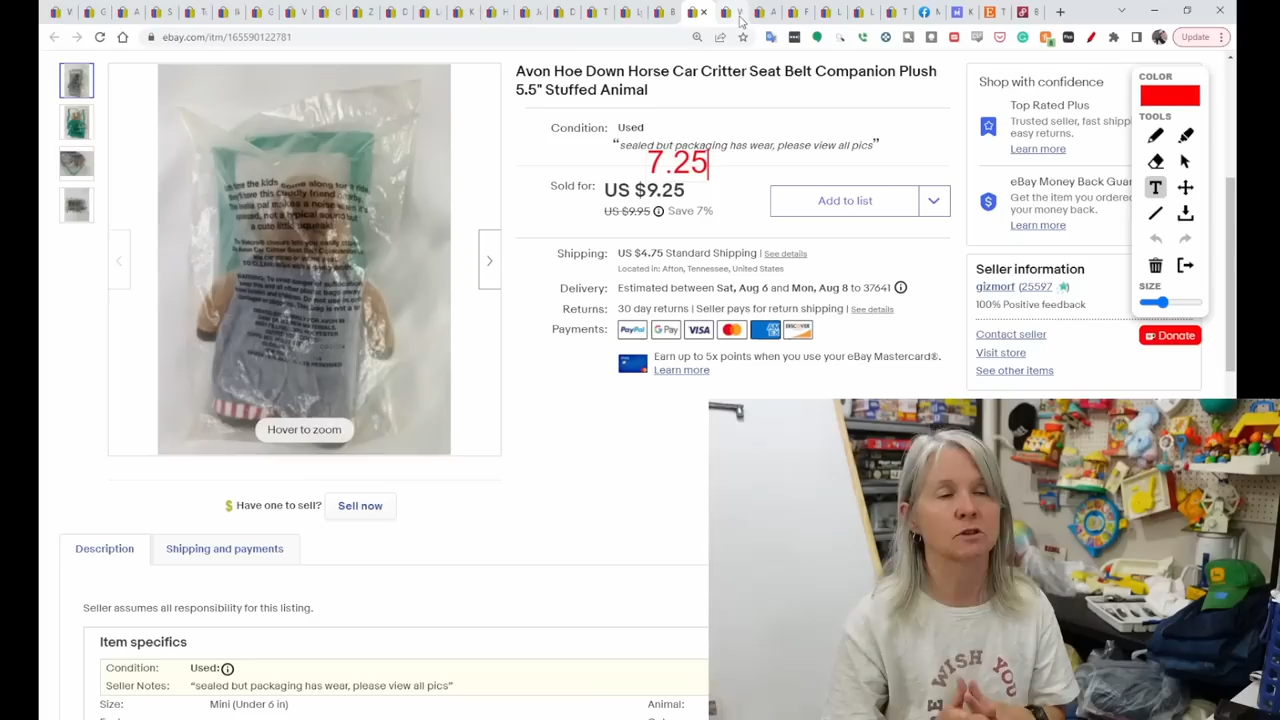 ebay.com/itm/165590122781
Update
Avon Hoe Down Horse Car Critter Seat Belt Companion Plush
5.5" Stuffed Animal
Condition: Used
“sealed but packaging has wear, please view all pics”
7.25
Sold for: US $9.25
US $9.95 Save 7%
Add to list
Shipping: US $4.75 Standard Shipping | See details
Located in: Afton, Tennessee, United States
Delivery: Estimated between Sat, Aug 6 and Mon, Aug 8 to 37641
Returns: 30 day returns | Seller pays for return shipping | See details
Payments: PayPal G Pay VISA DISCOVER
Earn up to 5x points when you use your eBay Mastercard®.
Learn more
Hover to zoom
Have one to sell? Sell now
Description
Shipping and payments
Seller assumes all responsibility for this listing.
Item specifics
Condition: Used:
Seller Notes: “sealed but packaging has wear, please view all pics”
Size: Mini (Under 6 in)
Animal:
Shop with confidence
Top Rated Plus
Trusted seller, fast shipp
easy returns.
Learn more
eBay Money Back Guar
Get the item you ordered
your money back.
Learn more
Seller information
gizmorf (25597)
100% Positive feedback
Contact seller
Visit store
See other items
COLOR
TOOLS
T
SIZE
Donate
WISH YOU